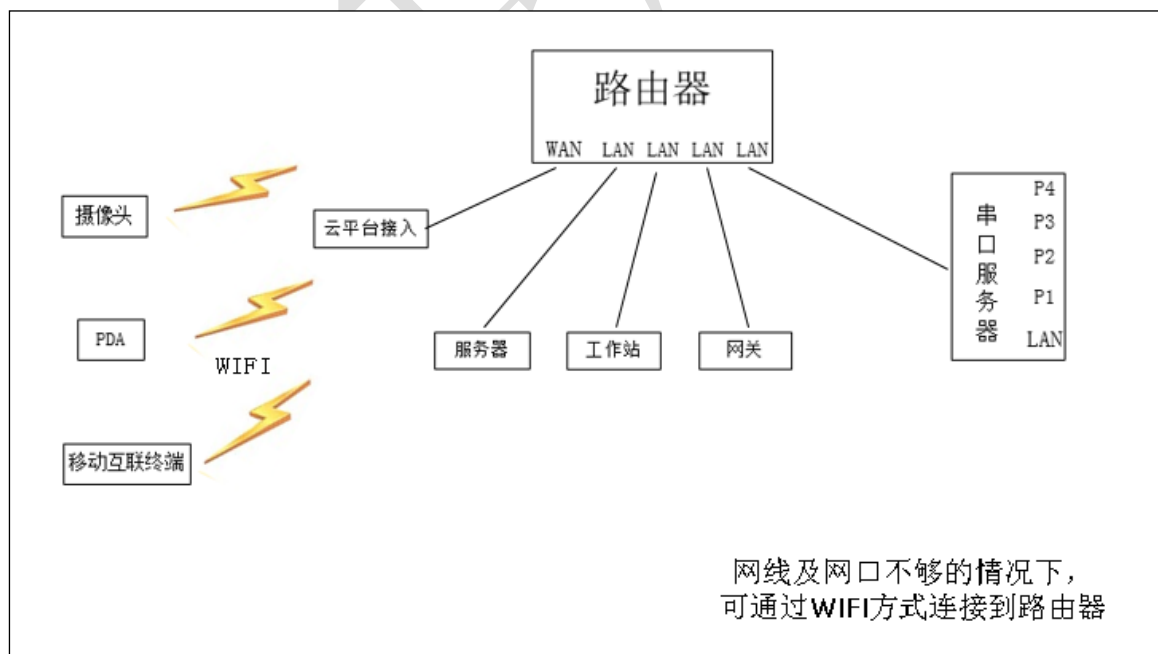 路由器
WAN LAN LAN LAN LAN
摄像头
云平台接入
PDA
WIFI
移动互联终端
服务器
工作站
网关
串口服务器
P4
P3
P2
P1
LAN
网线及网口不够的情况下，
可通过WIFI方式连接到路由器